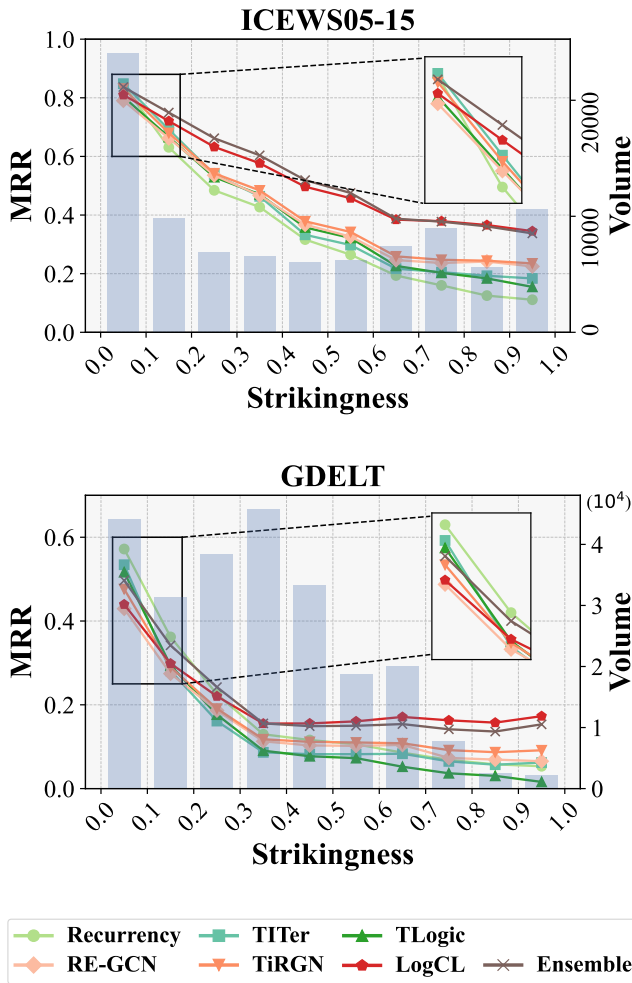 ICEWS05-15
1.0
0.8
0.6
0.4
0.2
0.0
MRR
20000
10000
0
Volume
0.0 0.1 0.2 0.3 0.4 0.5 0.6 0.7 0.8 0.9 1.0
Strikingness
GDELT
(10⁴)
0.6
0.4
0.2
0.0
MRR
4
3
2
1
0
Volume
0.0 0.1 0.2 0.3 0.4 0.5 0.6 0.7 0.8 0.9 1.0
Strikingness
Recurrency TITer TLogic
RE-GCN TiRGN LogCL Ensemble